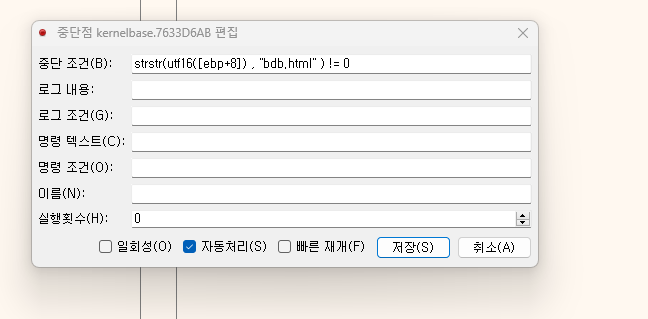 중단점 kernelbase.7633D6AB 편집
중단 조건(B): strstr(utf16([ebp+8]) , "bdb.html" ) != 0
로그 내용:
로그 조건(G):
명령 텍스트(C):
명령 조건(O):
이름(N):
실행횟수(H): 0
일회성(O) 자동처리(S) 빠른 재개(F) 저장(S) 취소(A)